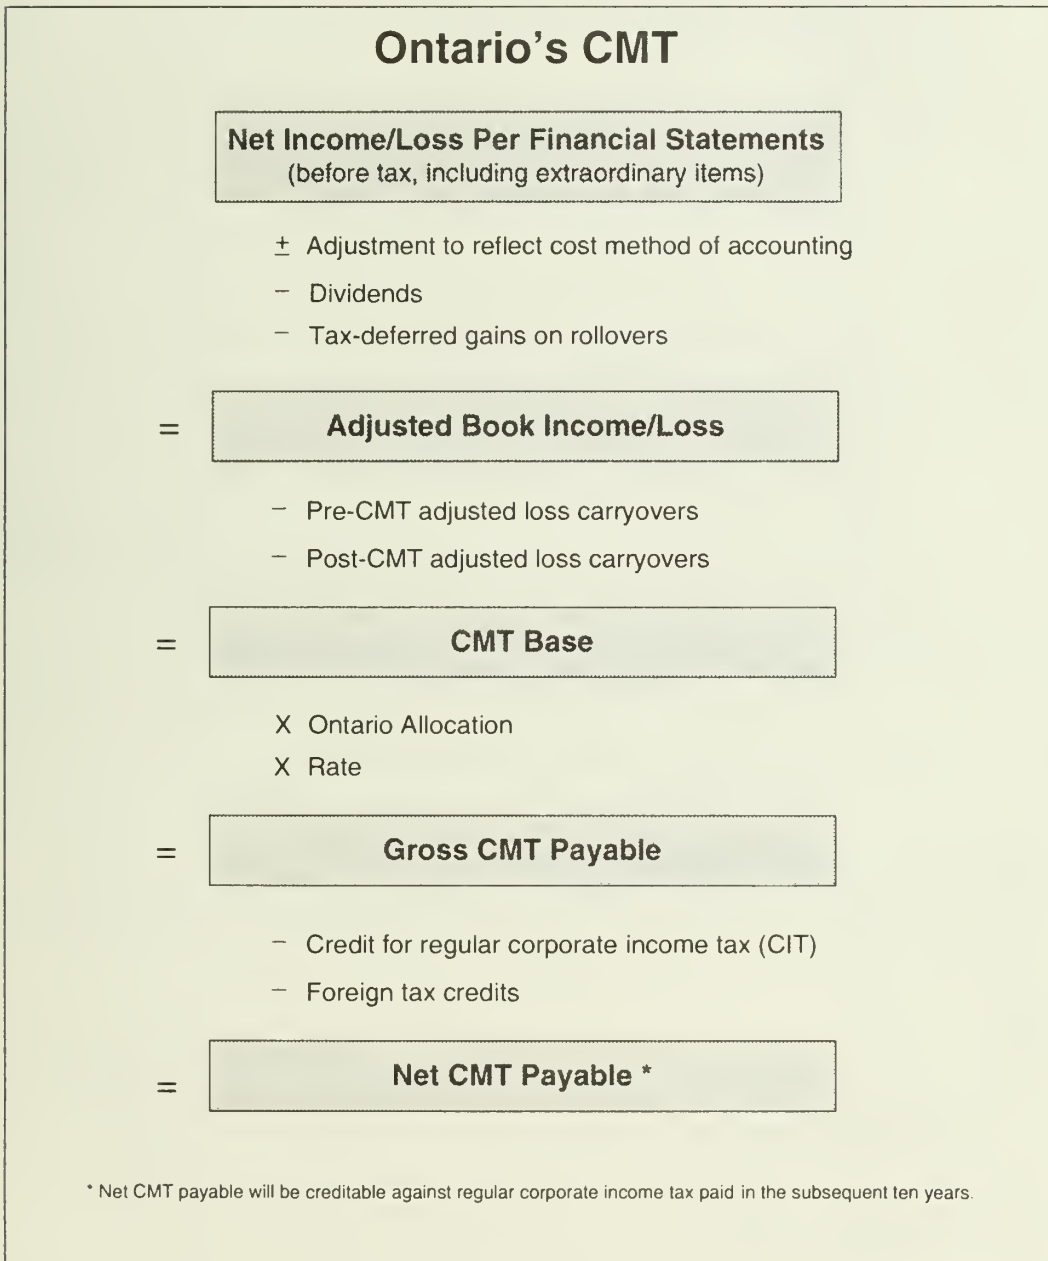 Ontario's CMT
Net Income/Loss Per Financial Statements
(before tax, including extraordinary items)
± Adjustment to reflect cost method of accounting
– Dividends
– Tax-deferred gains on rollovers
= Adjusted Book Income/Loss
– Pre-CMT adjusted loss carryovers
– Post-CMT adjusted loss carryovers
= CMT Base
X Ontario Allocation
X Rate
= Gross CMT Payable
– Credit for regular corporate income tax (CIT)
– Foreign tax credits
= Net CMT Payable *
* Net CMT payable will be creditable against regular corporate income tax paid in the subsequent ten years.